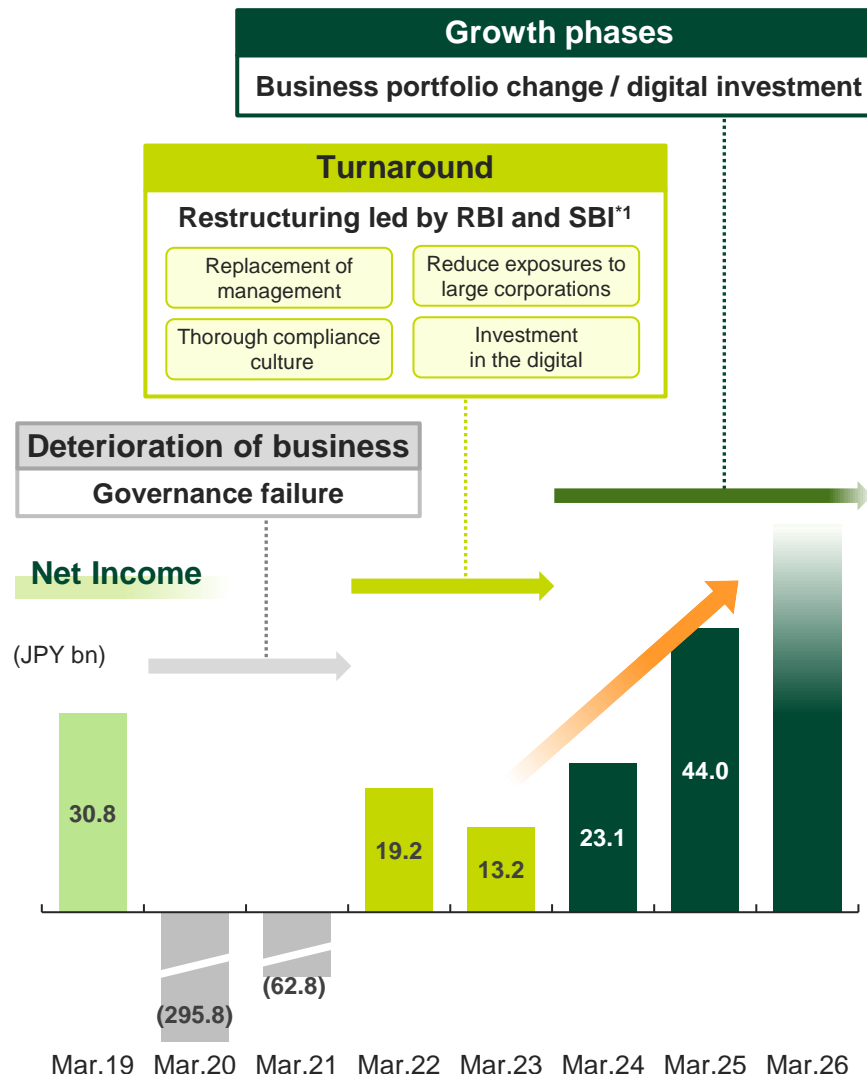 Growth phases
Business portfolio change / digital investment
Turnaround
Restructuring led by RBI and SBI*1
Replacement of
management
Reduce exposures to
large corporations
Thorough compliance
culture
Investment
in the digital
Deterioration of business
Governance failure
Net Income
(JPY bn)
30.8
(295.8)
(62.8)
19.2
13.2
23.1
44.0
Mar.19 Mar.20 Mar.21 Mar.22 Mar.23 Mar.24 Mar.25 Mar.26